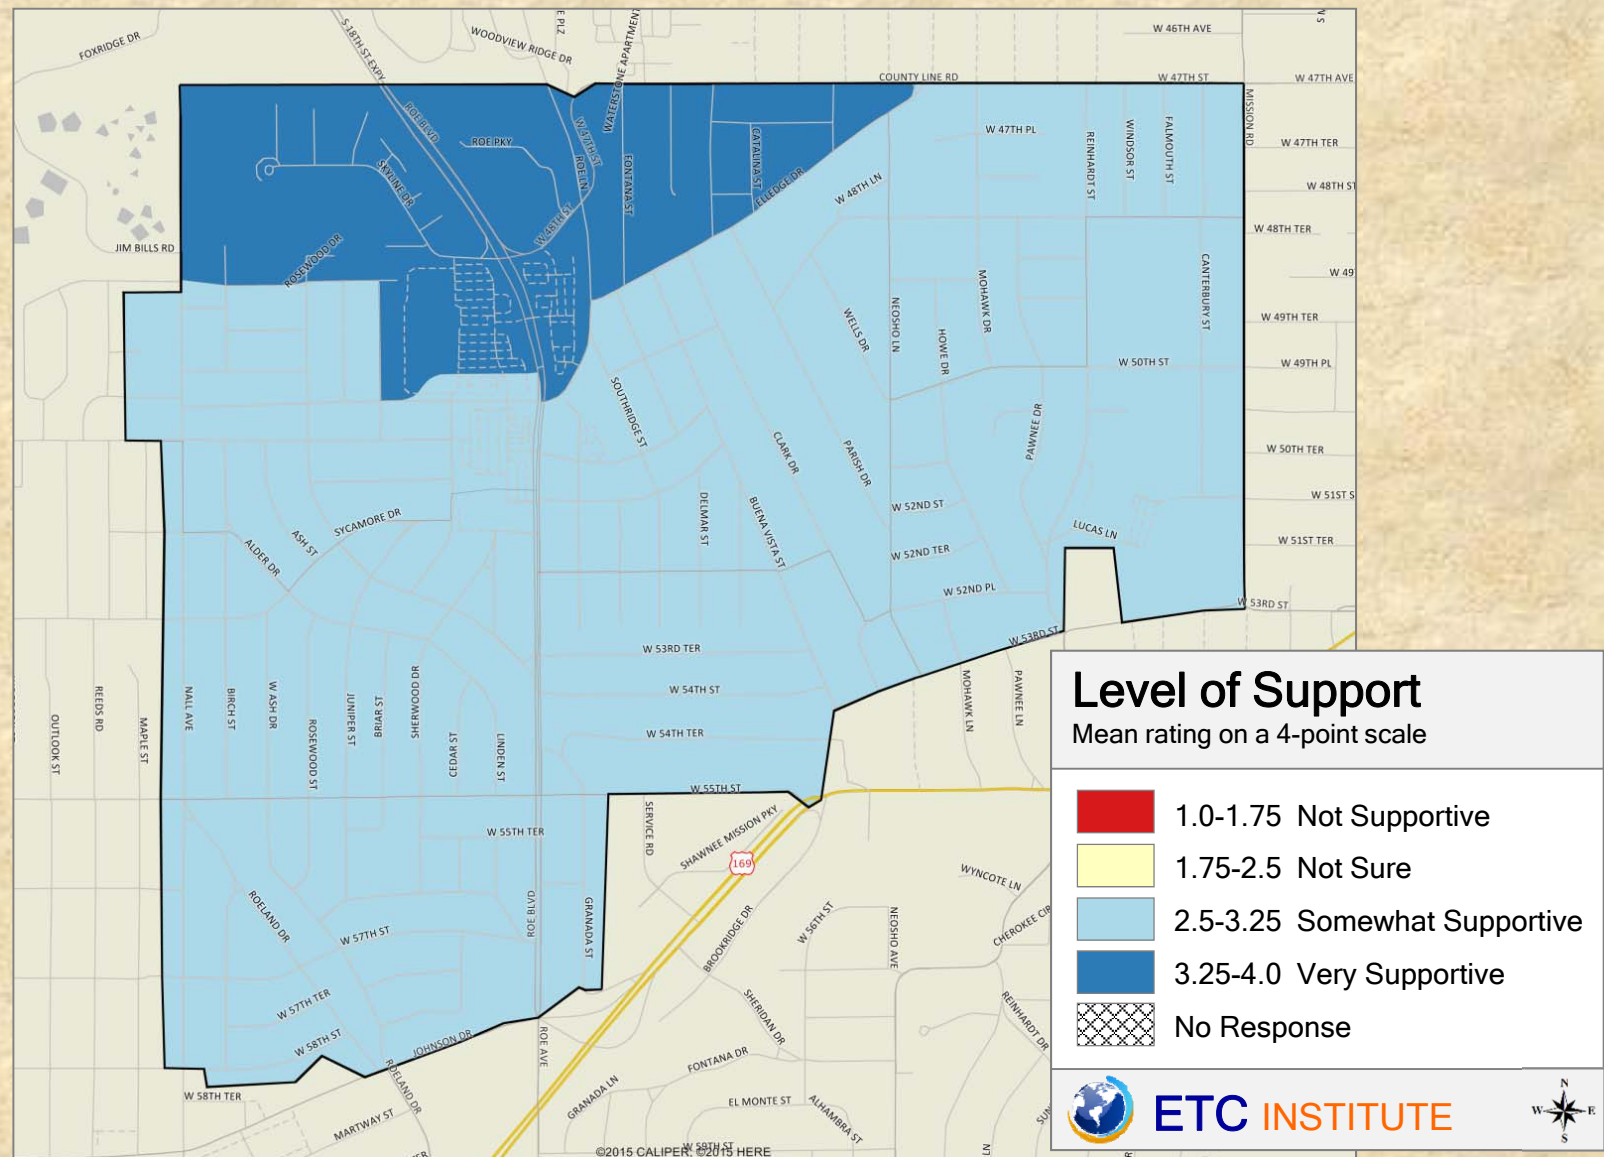 FOXRIDGE DR
S 18TH ST EXPY
WOODVIEW RIDGE DR
E PLZ
WATERSTONE APARTMENT
W 46TH AVE
S M
COUNTY LINE RD
W 47TH ST
W 47TH AVE
MISSION RD
ROE BLVD
ROE PKY
W 47TH ST
ROE LN
FONTANA ST
CATALINA ST
ELLEDGE DR
W 47TH PL
REINHARDT ST
WINDSOR ST
FALMOUTH ST
W 47TH TER
SKYLINE DR
W 48TH ST
W 48TH LN
W 48TH ST
JIM BILLS RD
ROSEWOOD DR
W 48TH TER
CANTERBURY ST
W 49
MOHAWK DR
NEOSHO LN
WELLS DR
HOWE DR
W 49TH TER
W 50TH ST
W 49TH PL
SOUTHRIDGE ST
CLARK DR
PARISH DR
PAWNEE DR
W 50TH TER
DELMAR ST
BUENA VISTA ST
W 52ND ST
W 51ST S
SYCAMORE DR
ASH ST
ALDER DR
LUCAS LN
W 51ST TER
W 52ND TER
W 52ND PL
W 53RD ST
W 53RD ST
W 53RD TER
W 54TH ST
W 54TH TER
OUTLOOK ST
REEDS RD
MAPLE ST
NALL AVE
BIRCH ST
W ASH DR
ROSEWOOD ST
JUNIPER ST
BRIAR ST
SHERWOOD DR
CEDAR ST
LINDEN ST
MOHAWK LN
PAWNEE LN
W 55TH ST
SERVICE RD
SHAWNEE MISSION PKY
169
W 55TH TER
ROELAND DR
W 57TH ST
ROE BLVD
GRANADA ST
BROOKRIDGE DR
W 56TH ST
NEOSHO AVE
WYNCOTE LN
CHEROKEE CIR
W 57TH TER
W 58TH ST
JOHNSON DR
ROE AVE
SHERIDAN DR
REINHARDT DR
FONTANA DR
W 58TH TER
ROELAND DR
MARTWAY ST
GRANADA LN
EL MONTE ST
ALHAMBRA ST
SUN
W 59TH ST
©2015 CALIPER; ©2015 HERE
Level of Support
Mean rating on a 4-point scale
1.0-1.75 Not Supportive
1.75-2.5 Not Sure
2.5-3.25 Somewhat Supportive
3.25-4.0 Very Supportive
No Response
ETC INSTITUTE
N
W E
S